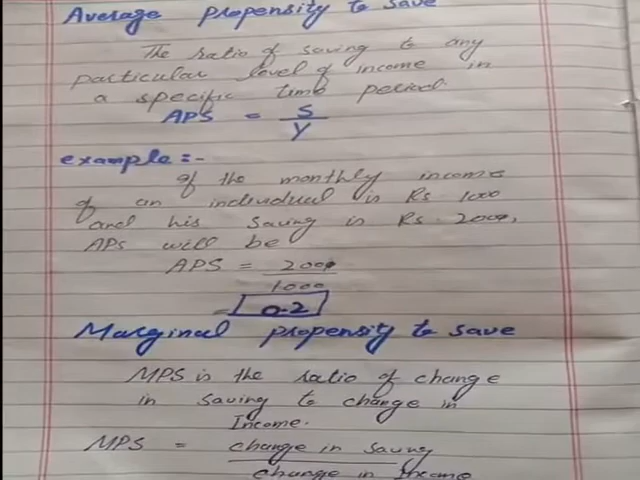 Average propensity to save
The ratio of saving to any
particular level of income in
a specific time period.
APS = S
Y
example:-
If the monthly income
of an individual is Rs 1000
and his saving is Rs. 2000,
APS will be
APS = 2000
1000
= 0.2
Marginal propensity to save
MPS is the ratio of change
in saving to change in
Income.
MPS = change in saving
change in Income